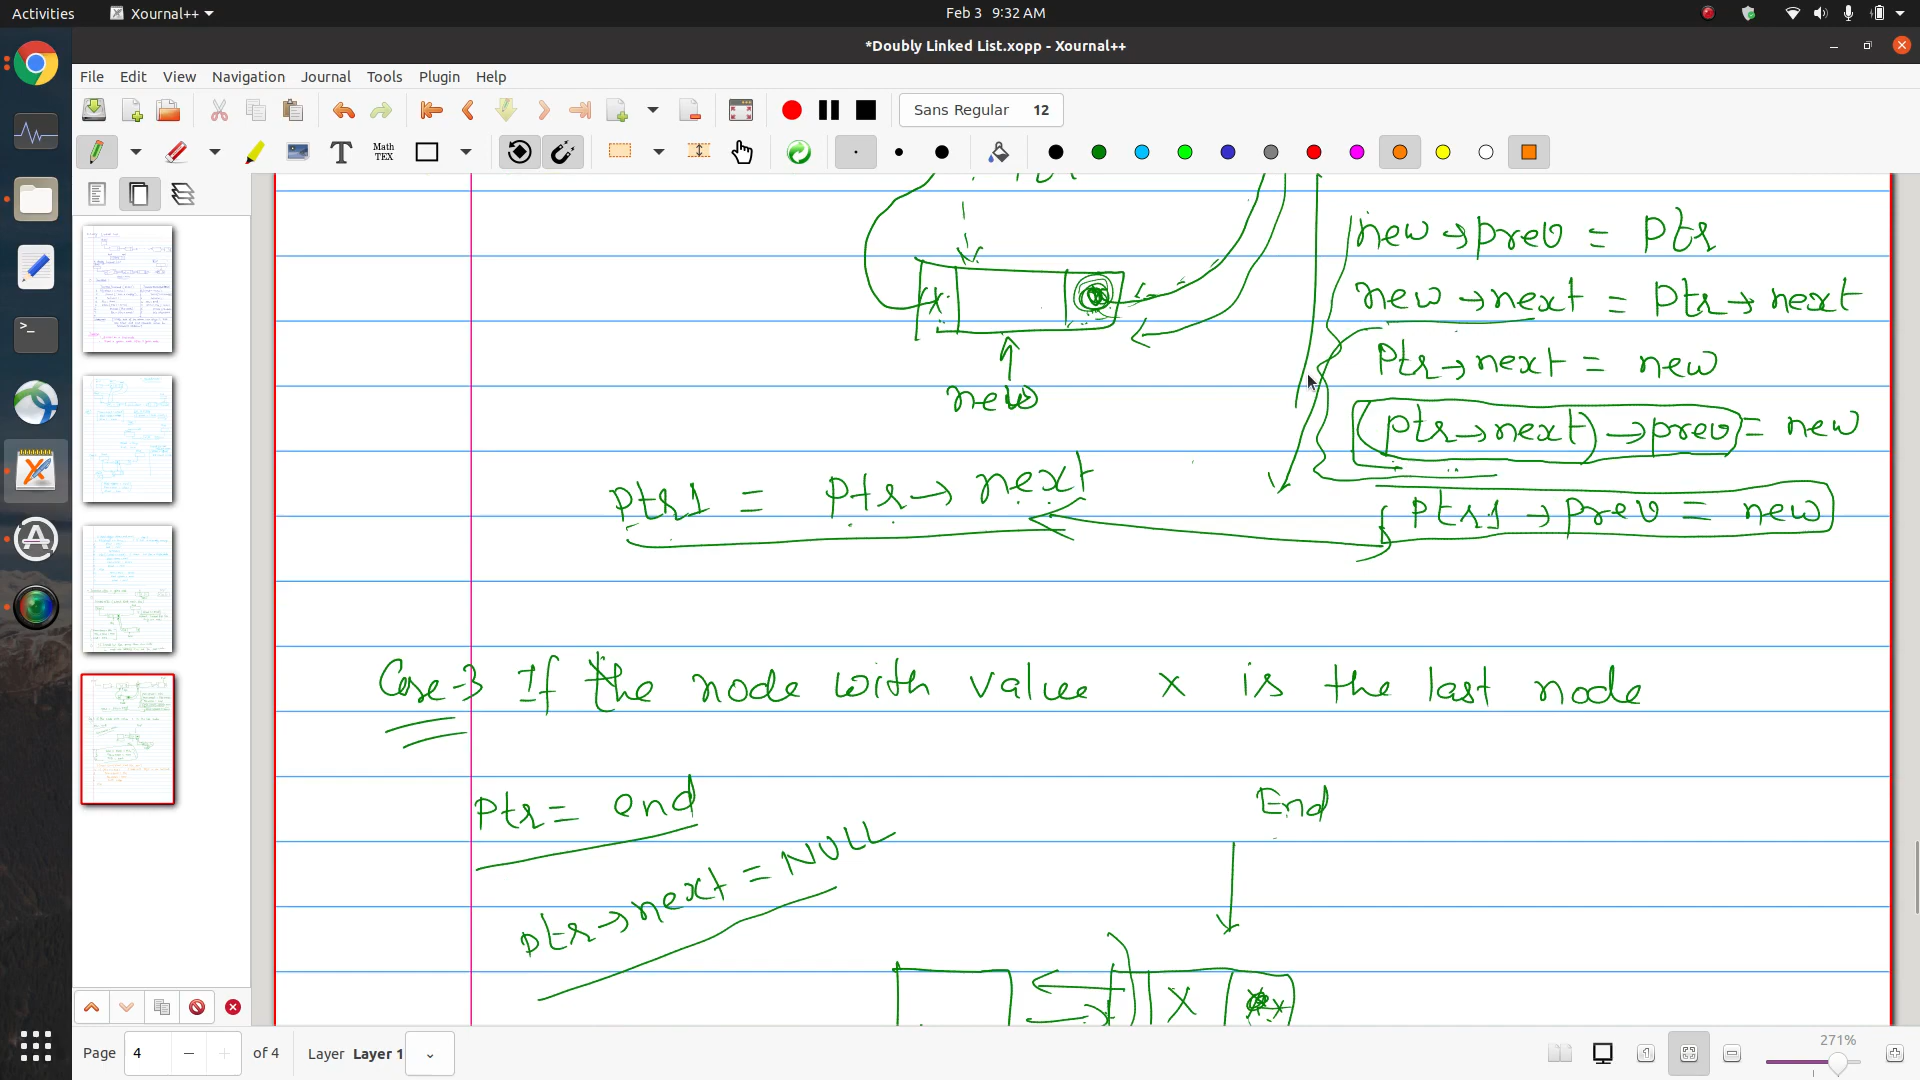 Activities Xournal++ Feb 3 9:32 AM
*Doubly Linked List.xopp - Xournal++
File Edit View Navigation Journal Tools Plugin Help
Sans Regular 12
T Math TEX
new → prev = Ptr
new → next = Ptr → next
Ptr → next = new
new
(Ptr → next) → prev = new
Ptr1 = Ptr → next
Ptr1 → prev = new
Case-3 If the node with value x is the last node
Ptr = end
End
Ptr → next = NULL
X
Page 4 of 4 Layer Layer 1 271%